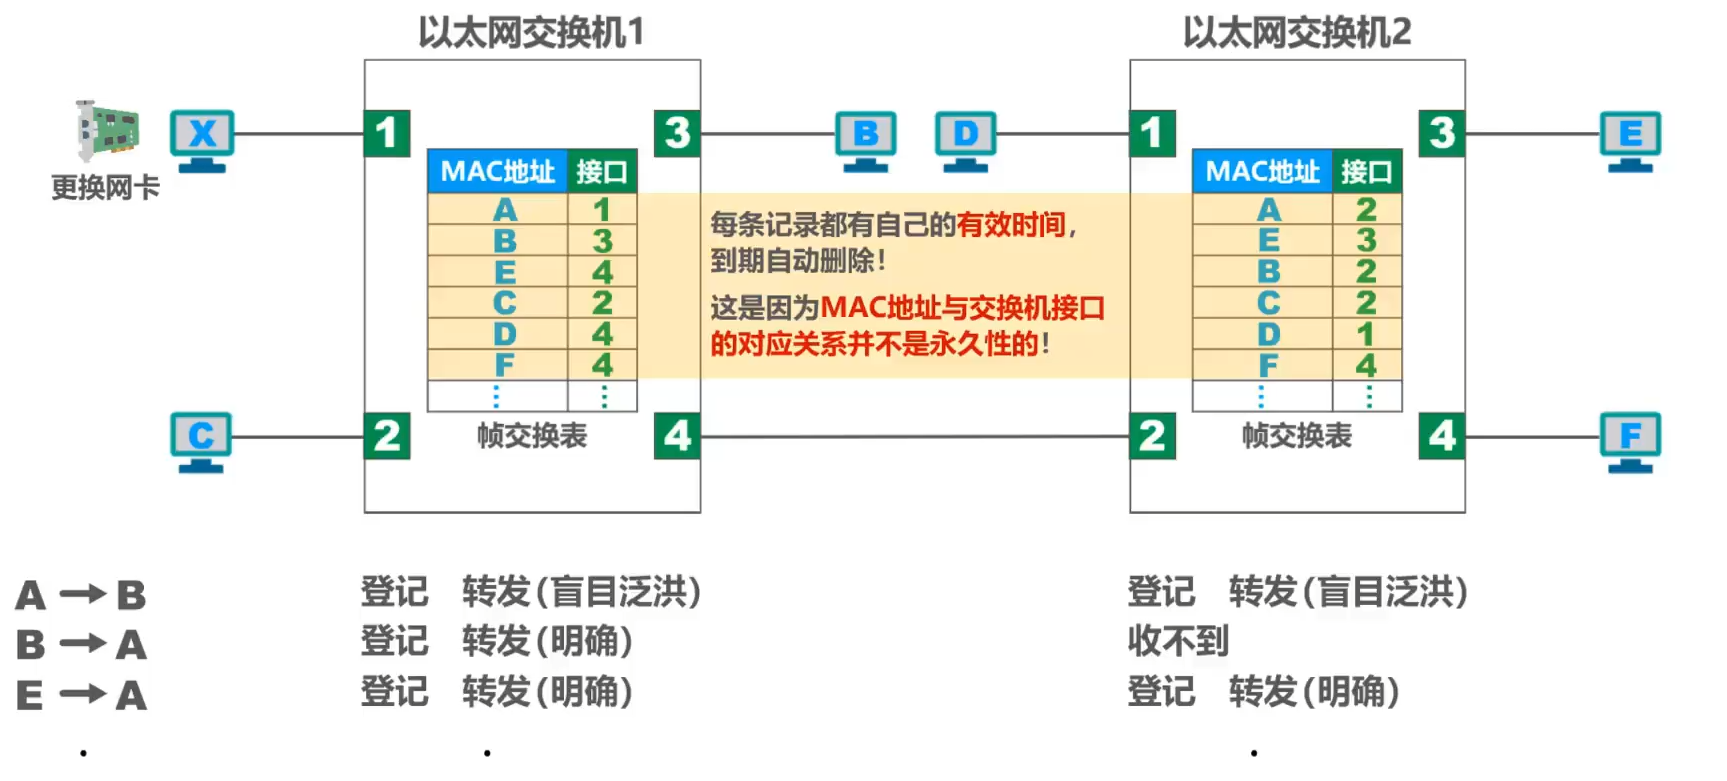 以太网交换机1
以太网交换机2
更换网卡
X
1
3
B
D
1
3
E
MAC地址 接口
A 1
B 3
E 4
C 2
D 4
F 4
⋮ ⋮
帧交换表
每条记录都有自己的有效时间，
到期自动删除！
这是因为MAC地址与交换机接口
的对应关系并不是永久性的！
MAC地址 接口
A 2
E 3
B 2
C 2
D 1
F 4
⋮ ⋮
帧交换表
C
2
4
2
4
F
A → B 登记 转发(盲目泛洪) 登记 转发(盲目泛洪)
B → A 登记 转发(明确) 收不到
E → A 登记 转发(明确) 登记 转发(明确)
. . .